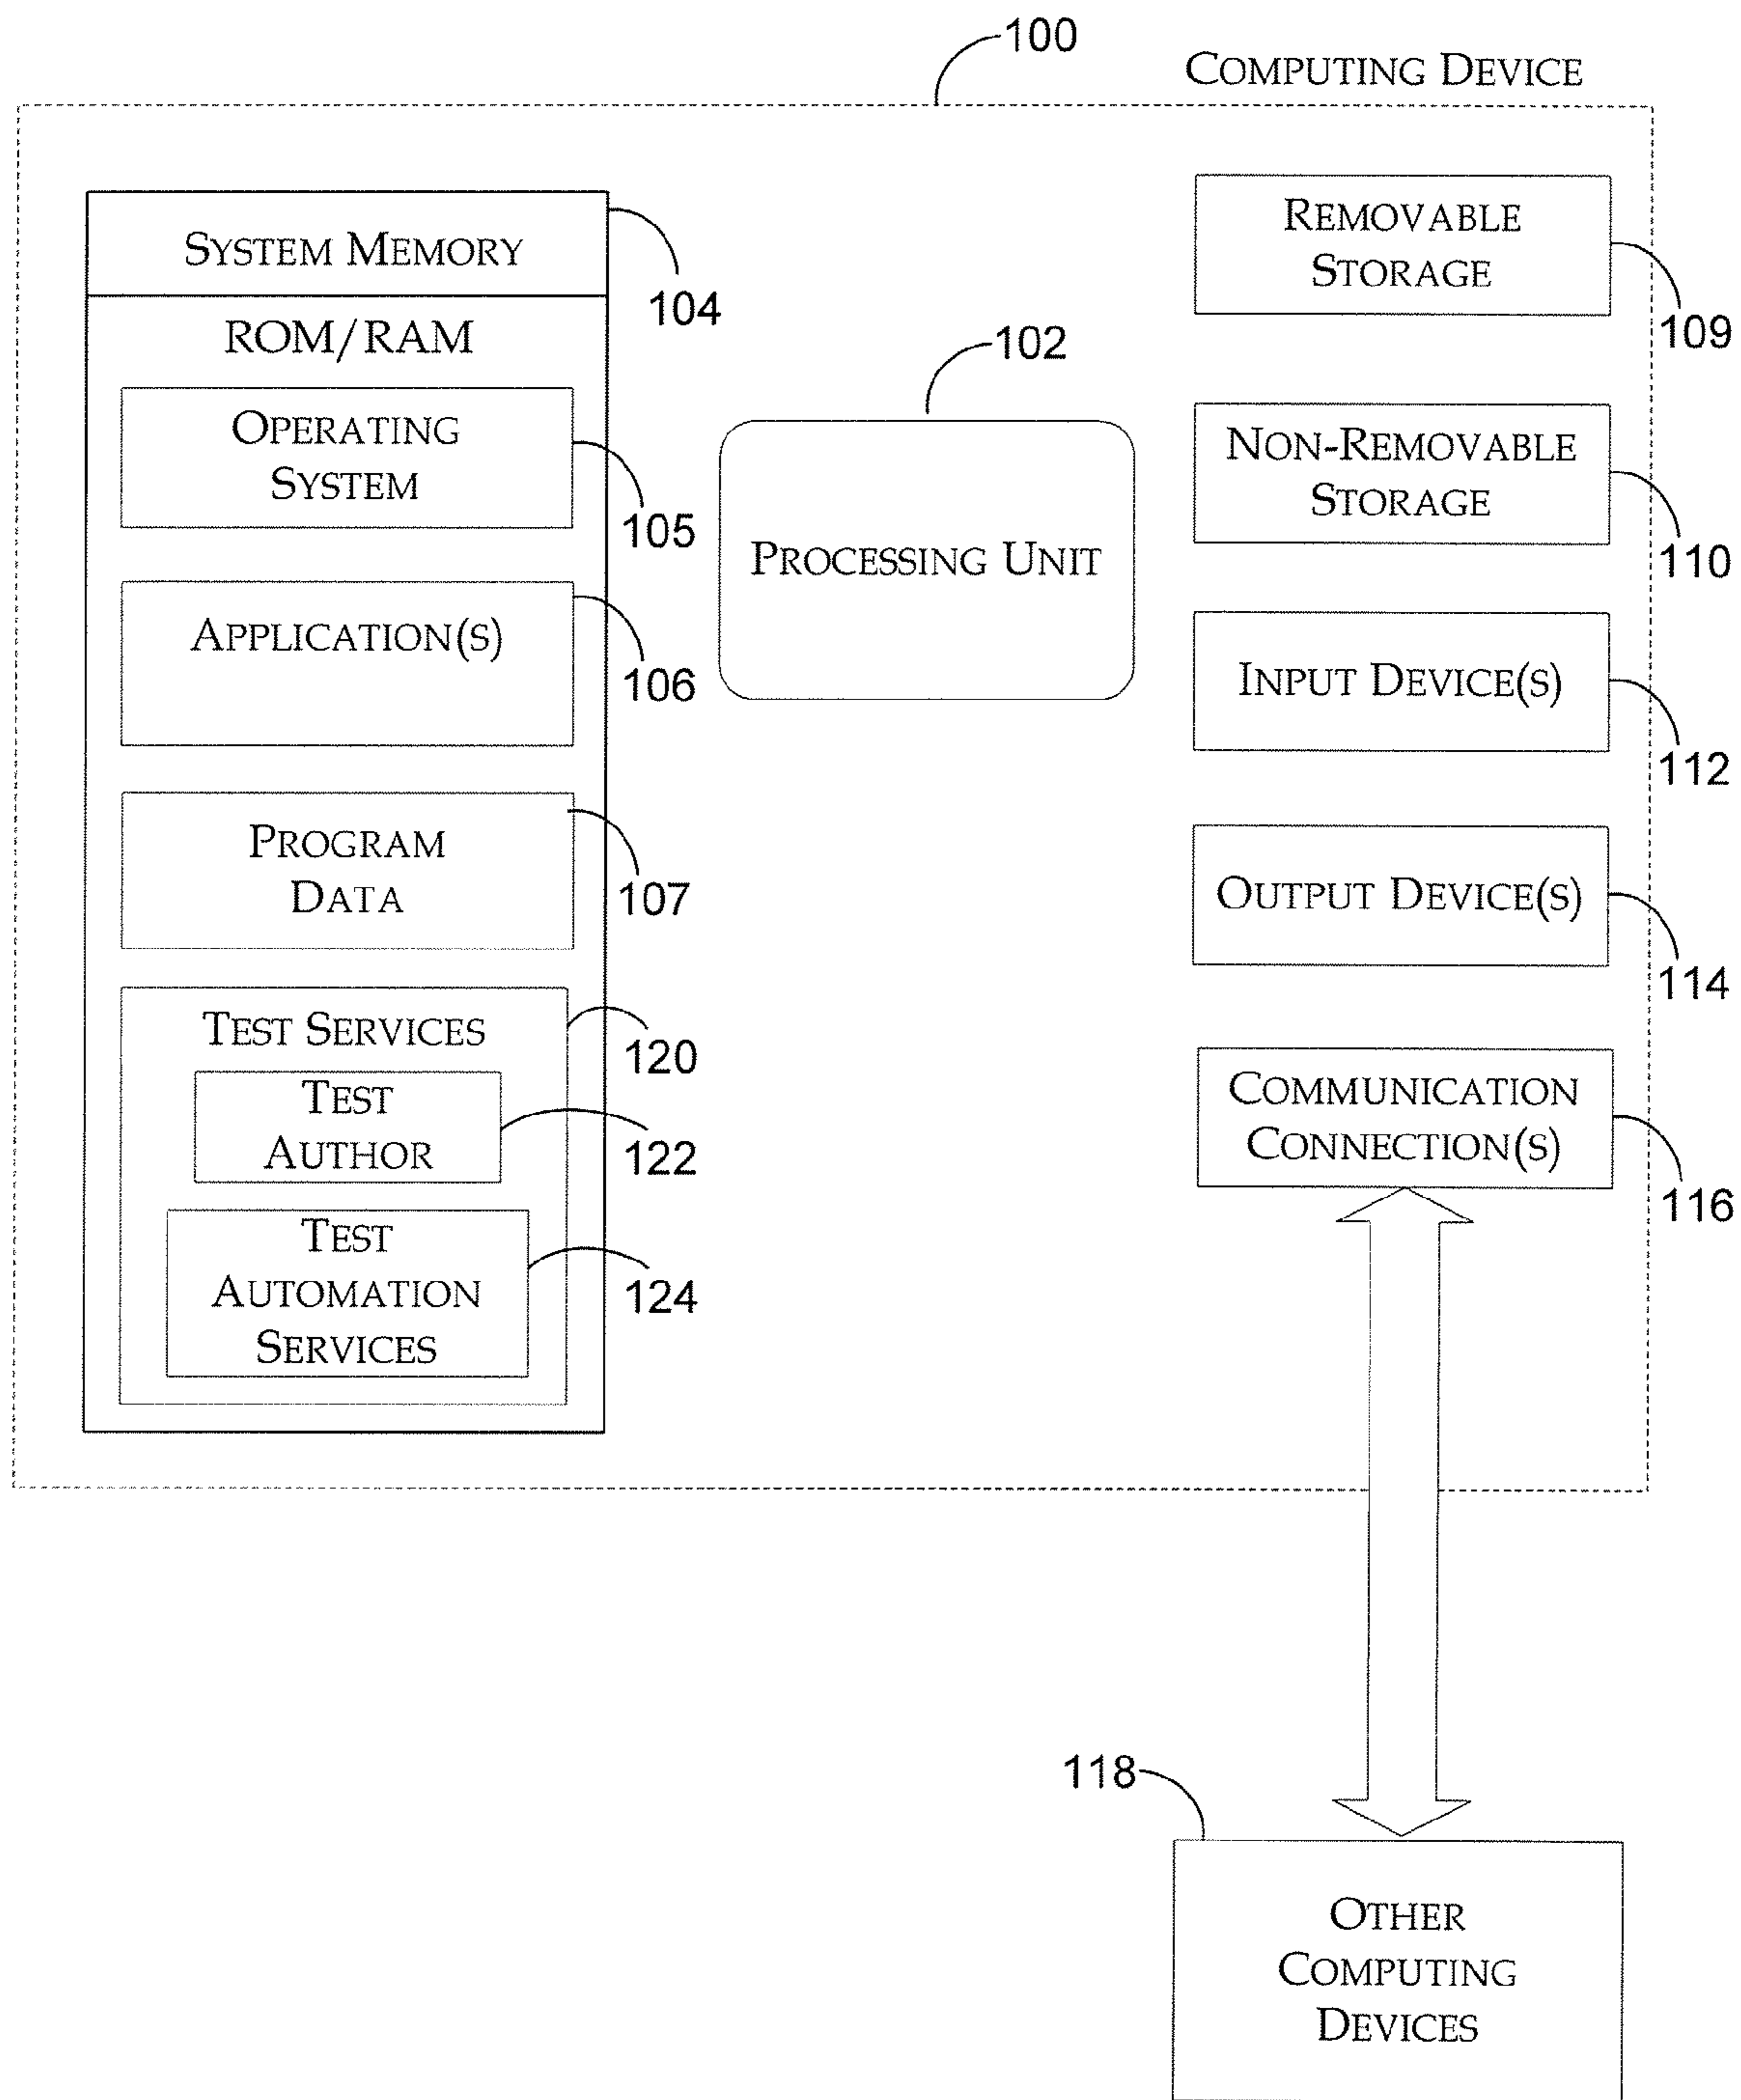 100
COMPUTING DEVICE
SYSTEM MEMORY
104
ROM/RAM
OPERATING
SYSTEM
105
APPLICATION(S)
106
PROGRAM
DATA
107
TEST SERVICES
120
TEST
AUTHOR
122
TEST
AUTOMATION
SERVICES
124
102
PROCESSING UNIT
REMOVABLE
STORAGE
109
NON-REMOVABLE
STORAGE
110
INPUT DEVICE(S)
112
OUTPUT DEVICE(S)
114
COMMUNICATION
CONNECTION(S)
116
118
OTHER
COMPUTING
DEVICES